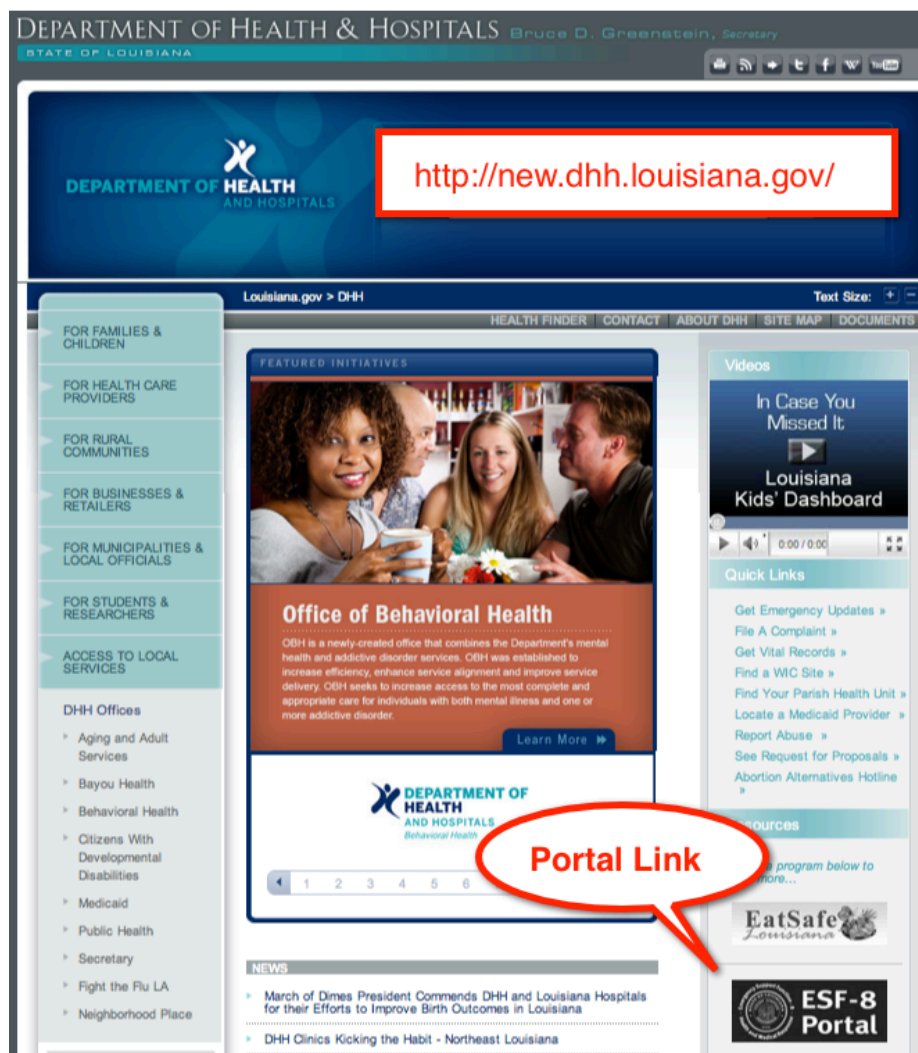 DEPARTMENT OF HEALTH & HOSPITALS Bruce D. Greenstein, Secretary
STATE OF LOUISIANA
You Tube
DEPARTMENT OF HEALTH
AND HOSPITALS
http://new.dhh.louisiana.gov/
Louisiana.gov > DHH
Text Size: + −
HEALTH FINDER CONTACT ABOUT DHH SITE MAP DOCUMENTS
FOR FAMILIES &
CHILDREN
FOR HEALTH CARE
PROVIDERS
FOR RURAL
COMMUNITIES
FOR BUSINESSES &
RETAILERS
FOR MUNICIPALITIES &
LOCAL OFFICIALS
FOR STUDENTS &
RESEARCHERS
ACCESS TO LOCAL
SERVICES
DHH Offices
Aging and Adult
Services
Bayou Health
Behavioral Health
Citizens With
Developmental
Disabilities
Medicaid
Public Health
Secretary
Fight the Flu LA
Neighborhood Place
FEATURED INITIATIVES
Office of Behavioral Health
OBH is a newly-created office that combines the Department's mental
health and addictive disorder services. OBH was established to
increase efficiency, enhance service alignment and improve service
delivery. OBH seeks to increase access to the most complete and
appropriate care for individuals with both mental illness and one or
more addictive disorder.
Learn More
DEPARTMENT OF
HEALTH
AND HOSPITALS
Behavioral Health
1 2 3 4 5 6
NEWS
March of Dimes President Commends DHH and Louisiana Hospitals
for their Efforts to Improve Birth Outcomes in Louisiana
DHH Clinics Kicking the Habit - Northeast Louisiana
Videos
In Case You
Missed It
Louisiana
Kids' Dashboard
0:00 / 0:00
Quick Links
Get Emergency Updates »
File A Complaint »
Get Vital Records »
Find a WIC Site »
Find Your Parish Health Unit »
Locate a Medicaid Provider »
Report Abuse »
See Request for Proposals »
Abortion Alternatives Hotline
»
Portal Link
program below to
EatSafe
Louisiana
ESF-8
Portal